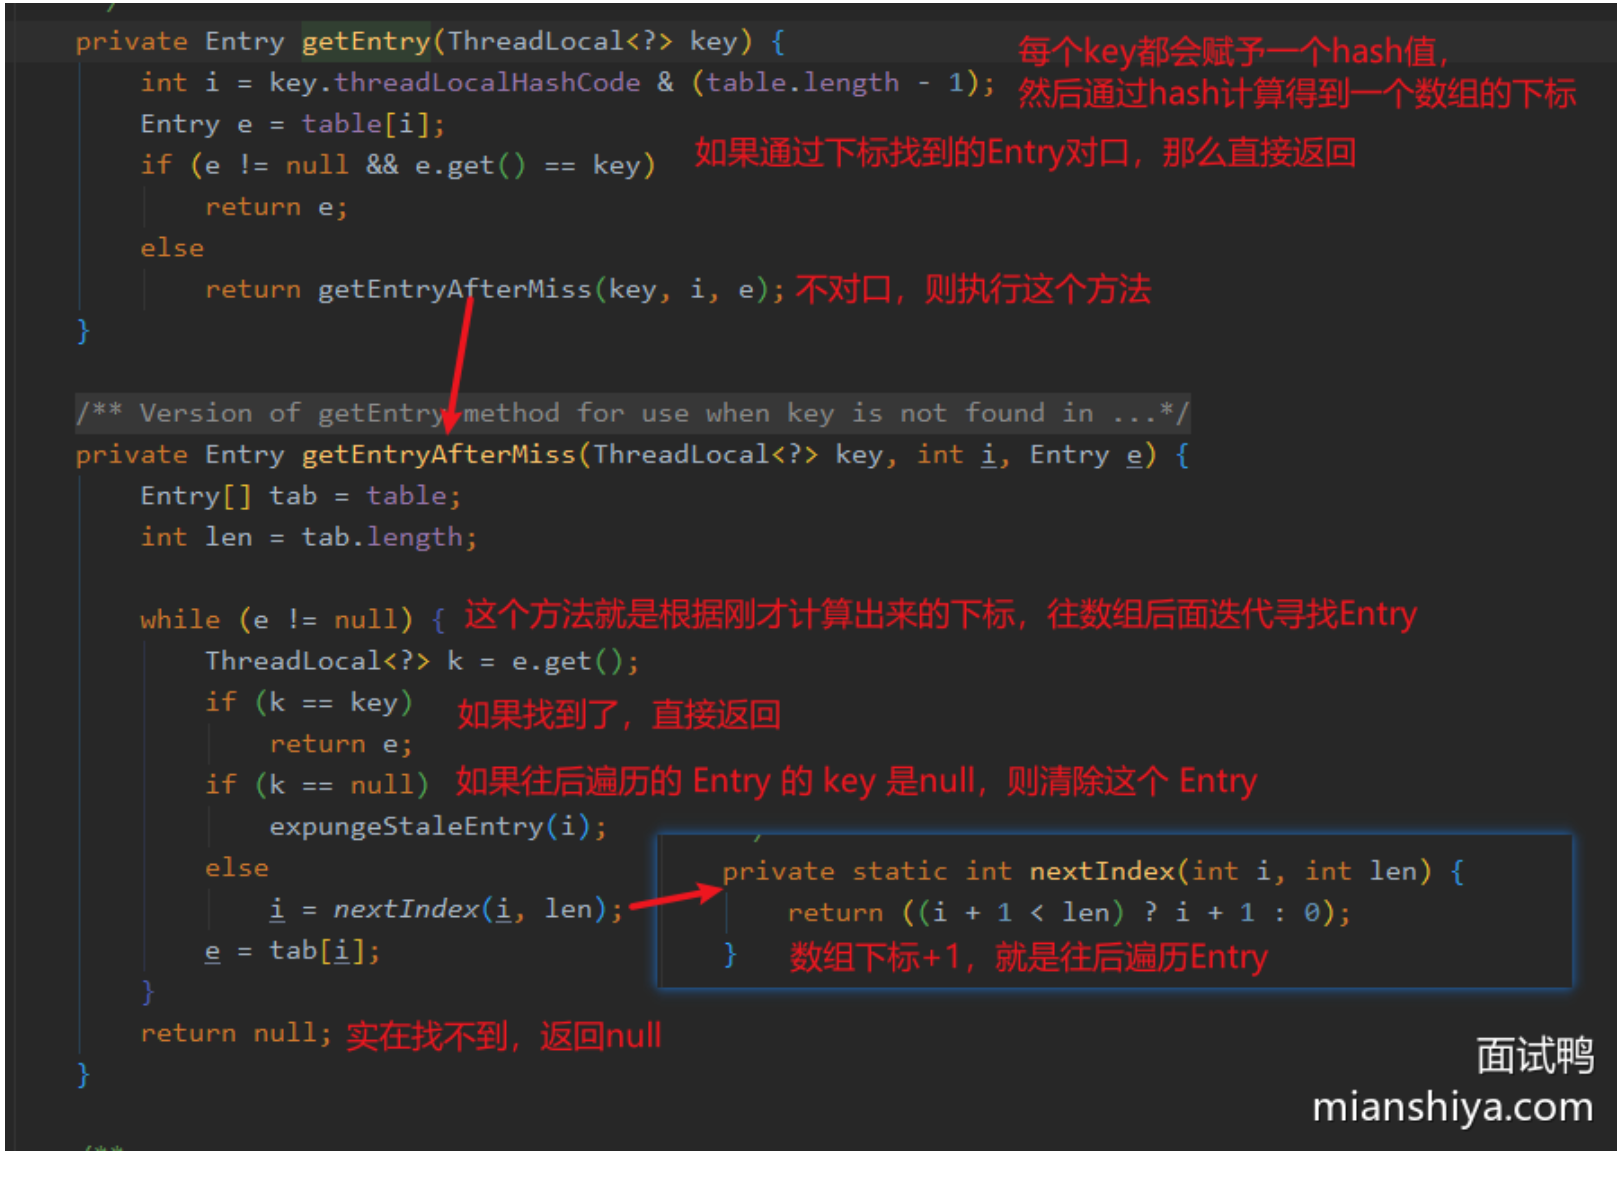 private Entry getEntry(ThreadLocal<?> key) {
每个key都会赋予一个hash值，
int i = key.threadLocalHashCode & (table.length - 1);
然后通过hash计算得到一个数组的下标
Entry e = table[i];
if (e != null && e.get() == key)
如果通过下标找到的Entry对口，那么直接返回
return e;
else
return getEntryAfterMiss(key, i, e); 不对口，则执行这个方法
}
/** Version of getEntry method for use when key is not found in ...*/
private Entry getEntryAfterMiss(ThreadLocal<?> key, int i, Entry e) {
Entry[] tab = table;
int len = tab.length;
while (e != null) { 这个方法就是根据刚才计算出来的下标，往数组后面迭代寻找Entry
ThreadLocal<?> k = e.get();
if (k == key)
如果找到了，直接返回
return e;
if (k == null) 如果往后遍历的 Entry 的 key 是null，则清除这个 Entry
expungeStaleEntry(i);
else
i = nextIndex(i, len);
e = tab[i];
}
private static int nextIndex(int i, int len) {
return ((i + 1 < len) ? i + 1 : 0);
}
数组下标+1，就是往后遍历Entry
return null; 实在找不到，返回null
}
面试鸭
mianshiya.com
/**